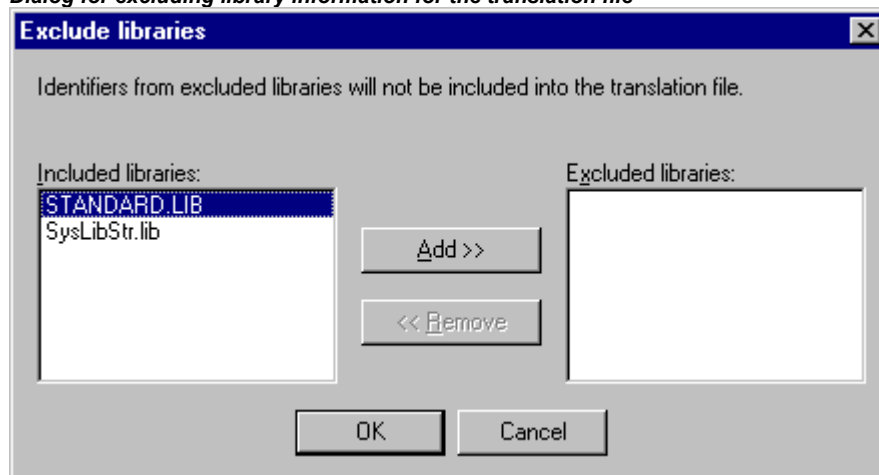 Dialog for excluding library information for the translation file
Exclude libraries
Identifiers from excluded libraries will not be included into the translation file.
Included libraries:
Excluded libraries:
STANDARD.LIB
SysLibStr.lib
Add >>
<< Remove
OK
Cancel